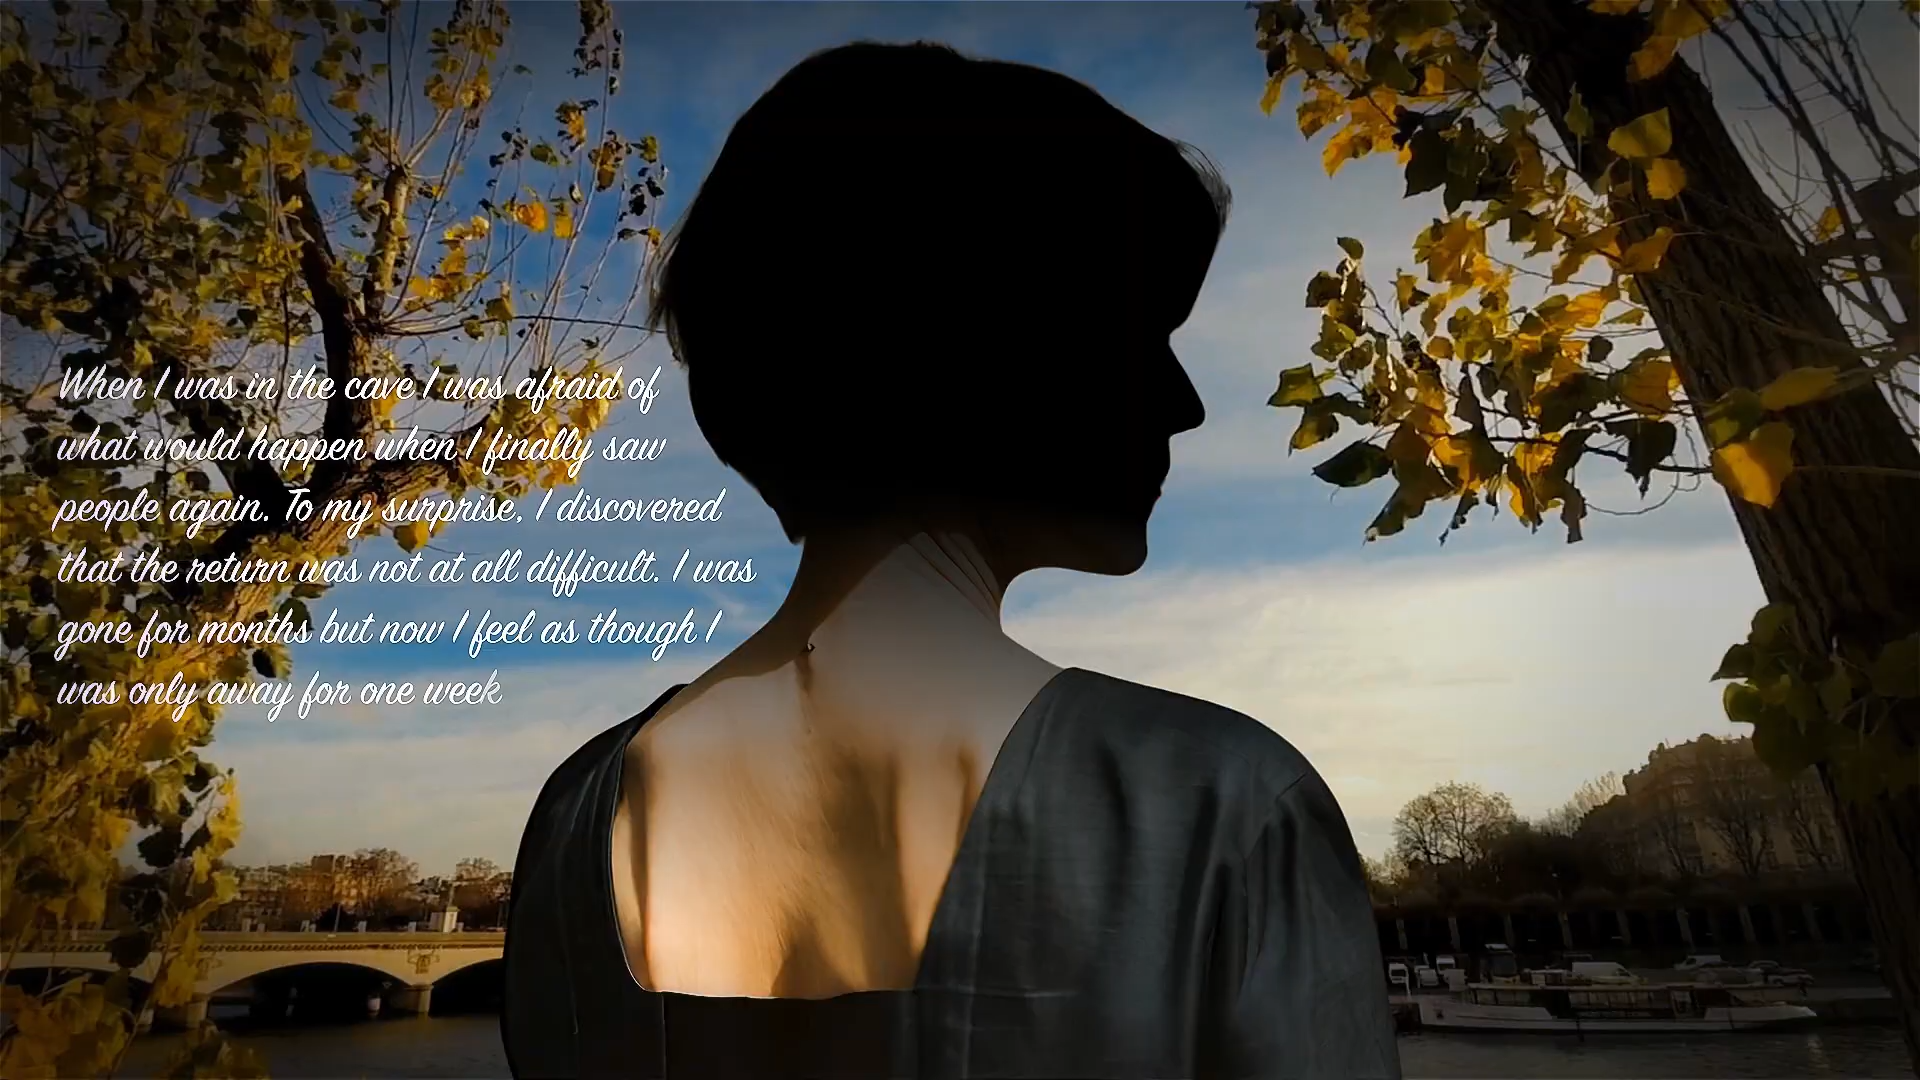 When I was in the cave I was afraid of
what would happen when I finally saw
people again. To my surprise, I discovered
that the return was not at all difficult. I was
gone for months but now I feel as though I
was only away for one week